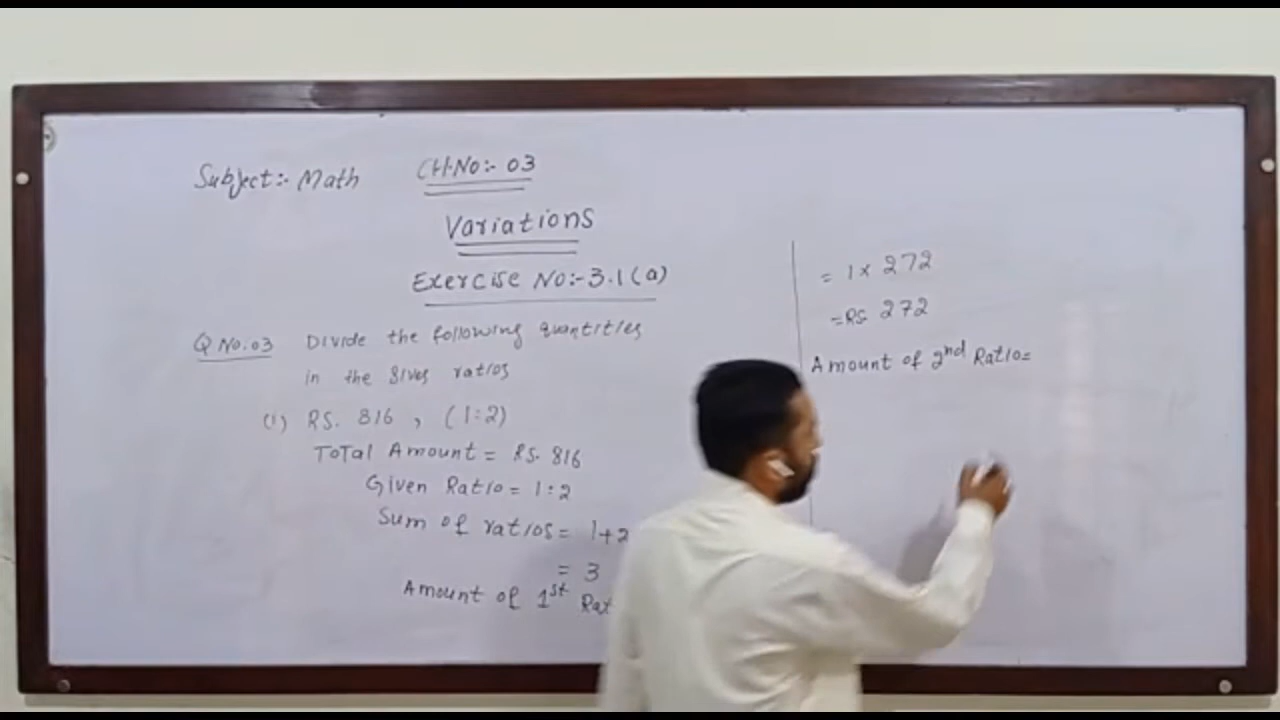 Subject:- Math CH.No:- 03
Variations
Exercise No:-3.1(a)
Q No.03 Divide the following quantities
in the gives ratios
(i) RS. 816 , (1:2)
Total Amount = Rs. 816
Given Ratio = 1:2
Sum of ratios = 1+2
= 3
Amount of 1st Rat
= 1 x 272
= Rs. 272
Amount of 2nd Ratio=